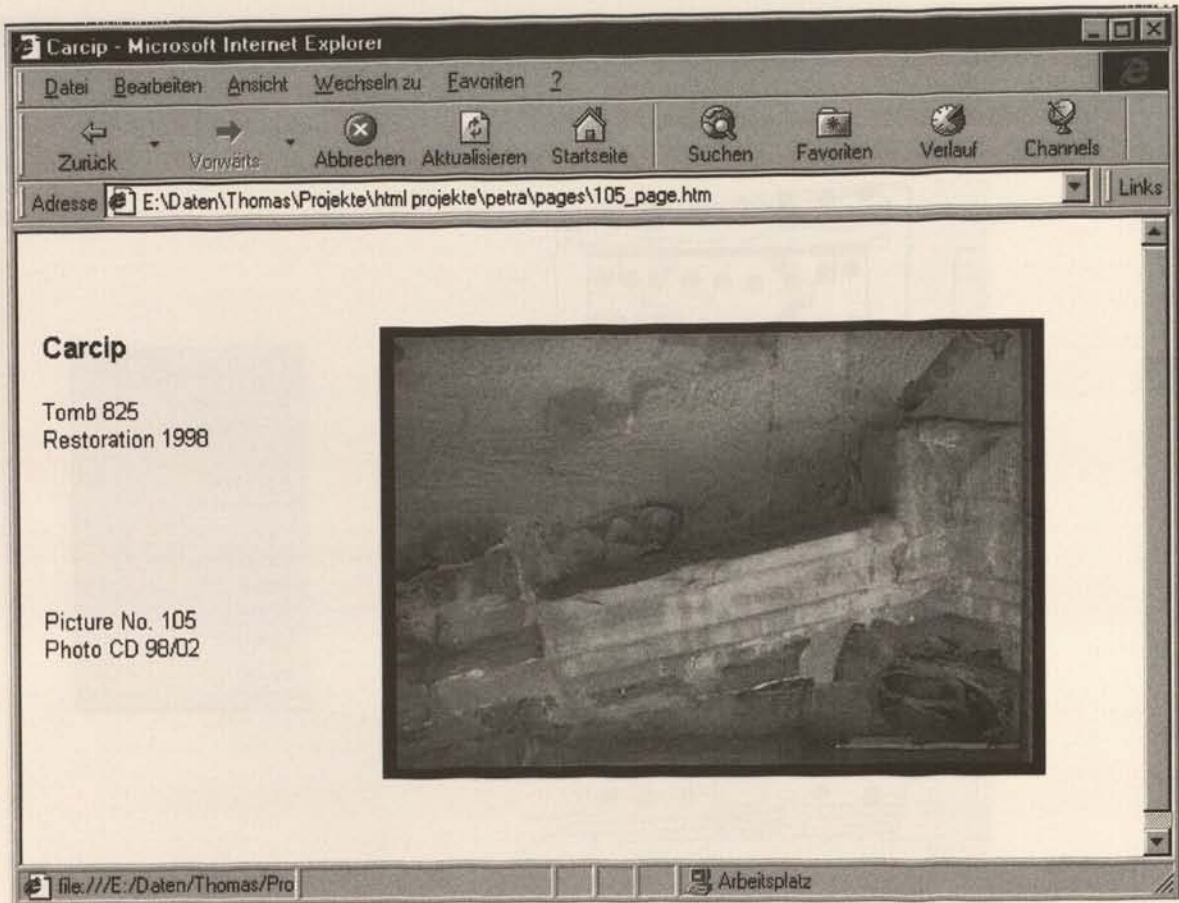 Carcip - Microsoft Internet Explorer
Datei Bearbeiten Ansicht Wechseln zu Favoriten ?
Zurück Vorwärts Abbrechen Aktualisieren Startseite Suchen Favoriten Verlauf Channels
Adresse E:\Daten\Thomas\Projekte\html projekte\petra\pages\105_page.htm Links
Carcip
Tomb 825
Restoration 1998
Picture No. 105
Photo CD 98/02
file:///E:/Daten/Thomas/Pro Arbeitsplatz